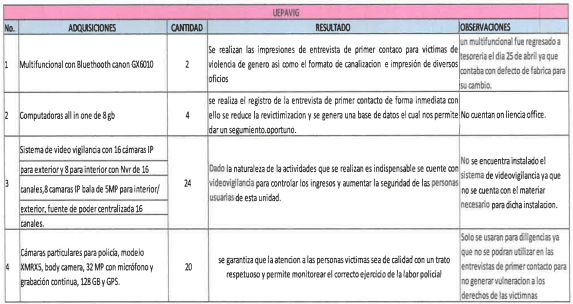 UEPAVIG
No. ADQUISICIONES CANTIDAD RESULTADO OBSERVACIONES
1
Multifuncional con Bluethooth canon GX6010
2
Se realizan las impresiones de entrevista de primer contaco para victimas de
violencia de genero asi como el formato de canalizacion e impresión de diversos
oficios
un multifuncional fue regresado a
tesoreria el dia 25 de abril ya que
contaba con defecto de fabrica para
su cambio.
2
Computadoras all in one de 8 gb
4
se realiza el registro de la entrevista de primer contacto de forma inmediata con
ello se reduce la revictimizacion y se genera una base de datos el cual nos permite
dar un segumiento.oportuno.
No cuentan on liencia office.
3
Sistema de video vigilancia con 16 cámaras IP
para exterior y 8 para interior con Nvr de 16
canales,8 camaras IP bala de 5MP para interior/
exterior, fuente de poder centralizada 16
canales.
24
Dado la naturaleza de la actividades que se realizan es indispensable se cuente con
videovigilancia para controlar los ingresos y aumentar la seguridad de las personas
usuarias de esta unidad.
No se encuentra instalado el
sistema de videovigilancia ya que
no se cuenta con el materiar
necesario para dicha instalacion.
4
Cámaras particulares para policía, modelo
XMRX5, body camera, 32 MP con micrófono y
grabación continua, 128 GB y GPS.
20
se garantiza que la atencion a las personas victimas sea de calidad con un trato
respetuoso y permite monitorear el correcto ejercicio de la labor policial
Solo se usaran para diligencias ya
que no se podran utilizar en las
entrevistas de primer contacto para
no generar vulneracion a los
derechos de las victimnas